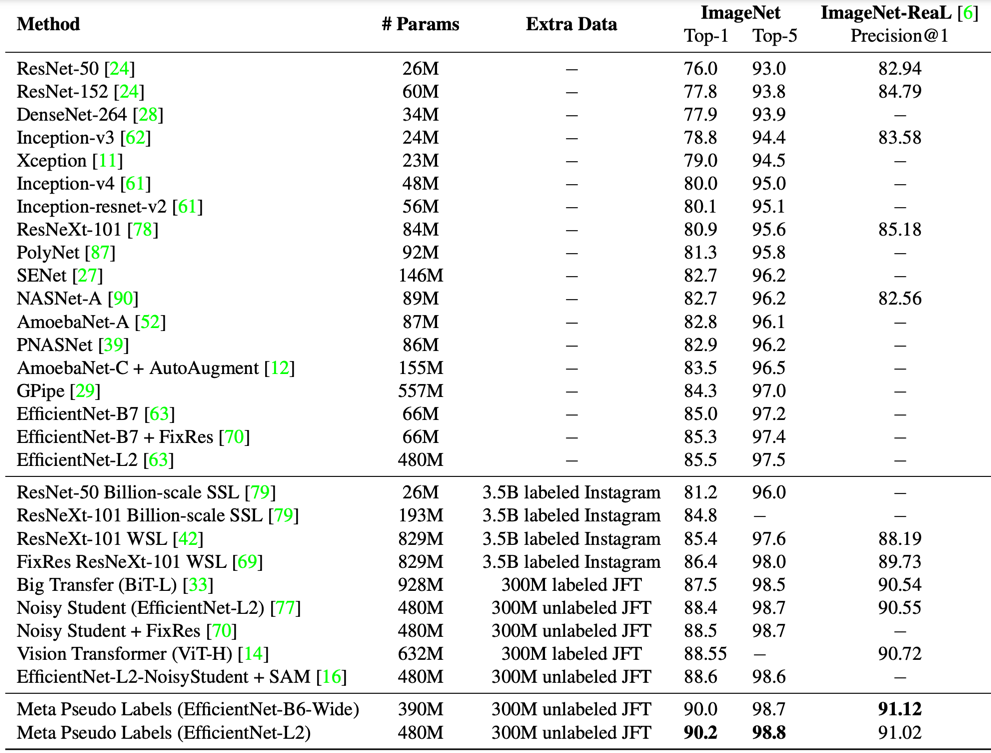 Method # Params Extra Data ImageNet ImageNet-ReaL [6]
Top-1 Top-5 Precision@1
ResNet-50 [24] 26M − 76.0 93.0 82.94
ResNet-152 [24] 60M − 77.8 93.8 84.79
DenseNet-264 [28] 34M − 77.9 93.9 −
Inception-v3 [62] 24M − 78.8 94.4 83.58
Xception [11] 23M − 79.0 94.5 −
Inception-v4 [61] 48M − 80.0 95.0 −
Inception-resnet-v2 [61] 56M − 80.1 95.1 −
ResNeXt-101 [78] 84M − 80.9 95.6 85.18
PolyNet [87] 92M − 81.3 95.8 −
SENet [27] 146M − 82.7 96.2 −
NASNet-A [90] 89M − 82.7 96.2 82.56
AmoebaNet-A [52] 87M − 82.8 96.1 −
PNASNet [39] 86M − 82.9 96.2 −
AmoebaNet-C + AutoAugment [12] 155M − 83.5 96.5 −
GPipe [29] 557M − 84.3 97.0 −
EfficientNet-B7 [63] 66M − 85.0 97.2 −
EfficientNet-B7 + FixRes [70] 66M − 85.3 97.4 −
EfficientNet-L2 [63] 480M − 85.5 97.5 −
ResNet-50 Billion-scale SSL [79] 26M 3.5B labeled Instagram 81.2 96.0 −
ResNeXt-101 Billion-scale SSL [79] 193M 3.5B labeled Instagram 84.8 − −
ResNeXt-101 WSL [42] 829M 3.5B labeled Instagram 85.4 97.6 88.19
FixRes ResNeXt-101 WSL [69] 829M 3.5B labeled Instagram 86.4 98.0 89.73
Big Transfer (BiT-L) [33] 928M 300M labeled JFT 87.5 98.5 90.54
Noisy Student (EfficientNet-L2) [77] 480M 300M unlabeled JFT 88.4 98.7 90.55
Noisy Student + FixRes [70] 480M 300M unlabeled JFT 88.5 98.7 −
Vision Transformer (ViT-H) [14] 632M 300M labeled JFT 88.55 − 90.72
EfficientNet-L2-NoisyStudent + SAM [16] 480M 300M unlabeled JFT 88.6 98.6 −
Meta Pseudo Labels (EfficientNet-B6-Wide) 390M 300M unlabeled JFT 90.0 98.7 91.12
Meta Pseudo Labels (EfficientNet-L2) 480M 300M unlabeled JFT 90.2 98.8 91.02